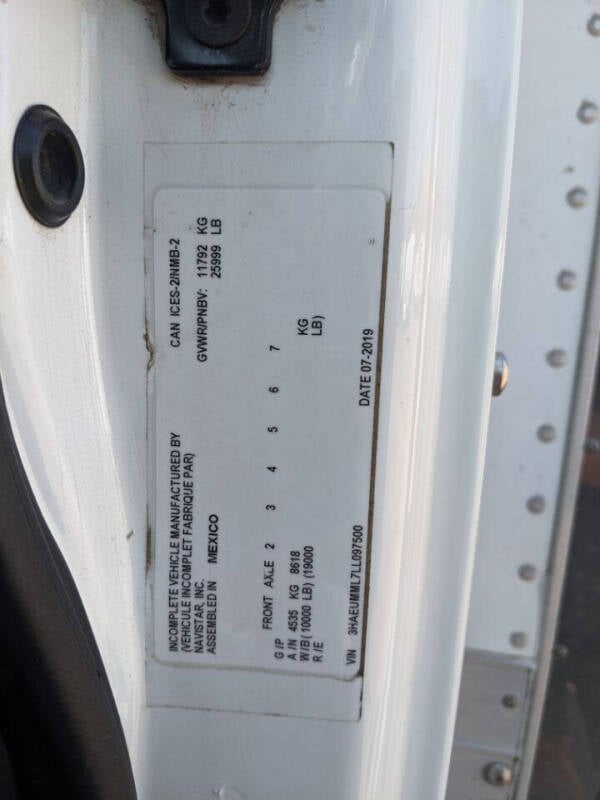 INCOMPLETE VEHICLE MANUFACTURED BY
(VEHICULE INCOMPLET FABRIQUE PAR)
NAVISTAR, INC.
ASSEMBLED IN MEXICO
CAN ICES-2/NMB-2
GVWR/PNBV: 11792 KG
25999 LB
FRONT AXLE 2 3 4 5 6 7
G /P
A /N 4535 KG 8618 KG
W/B (10000 LB) (19000 LB)
R /E
VIN 3HAEUMML7LL097500 DATE 07-2019